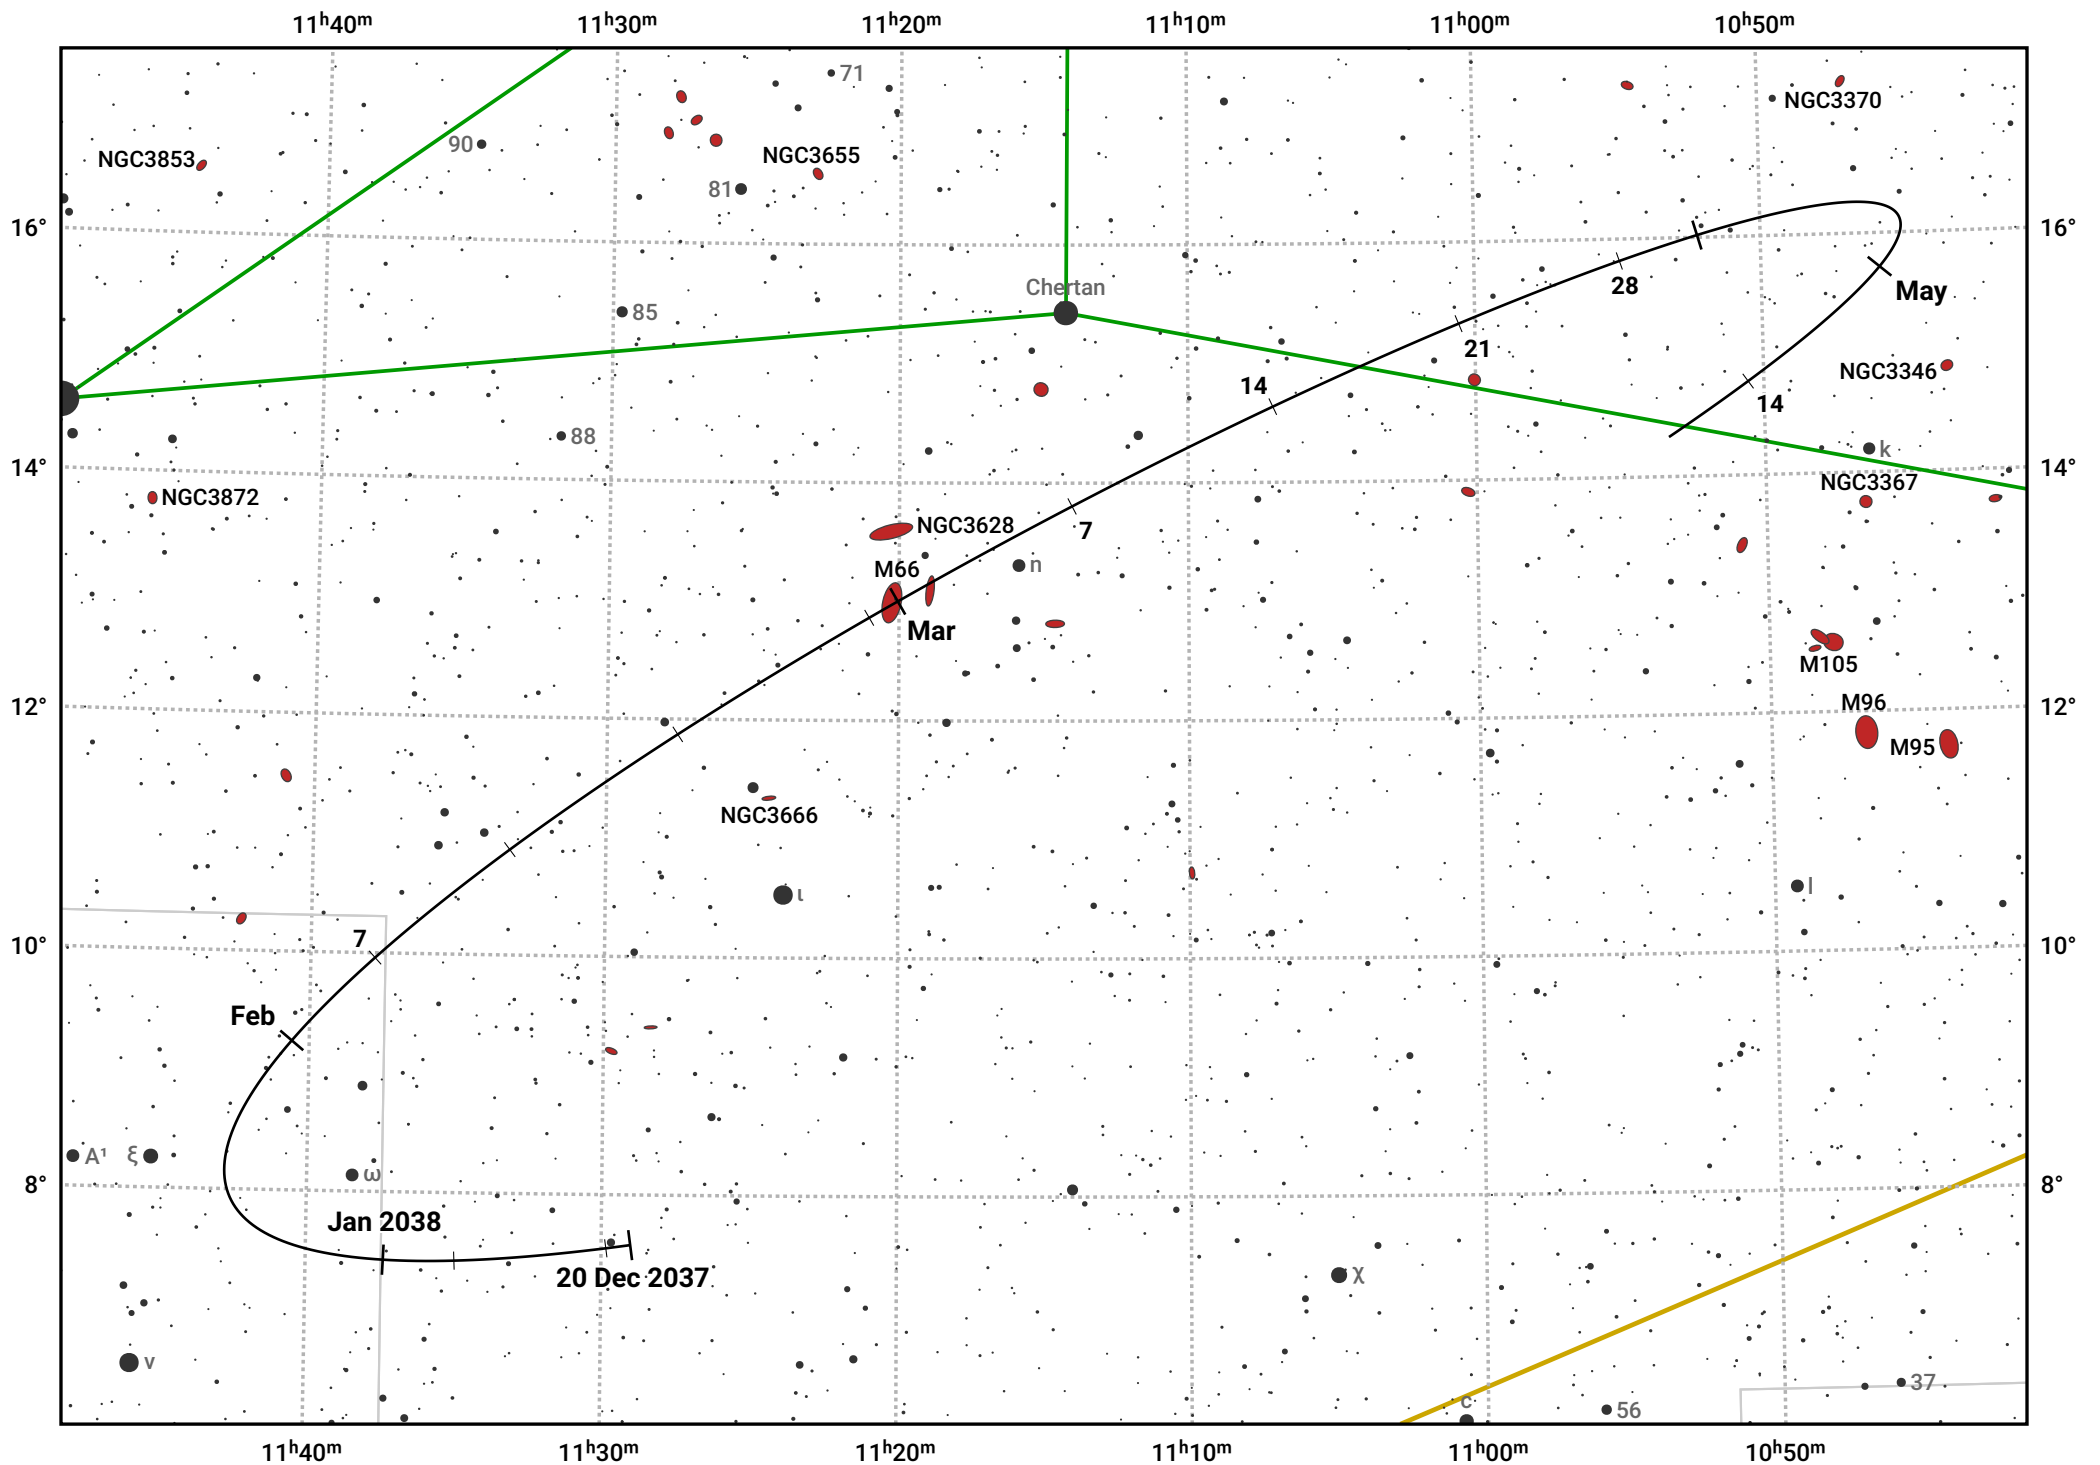 11ʰ40ᵐ 11ʰ30ᵐ 11ʰ20ᵐ 11ʰ10ᵐ 11ʰ00ᵐ 10ʰ50ᵐ
71
NGC3370
90
NGC3853
NGC3655
81
16° 16°
Chertan
28
May
85
21
NGC3346
14
14
88
k
14° 14°
NGC3367
NGC3872
NGC3628
7
n
M66
Mar
M105
12° 12°
M96
M95
NGC3666
ι
l
7
10° 10°
Feb
A¹ ξ
ω
8° 8°
Jan 2038
20 Dec 2037
χ
ν
37
c
56
11ʰ40ᵐ 11ʰ30ᵐ 11ʰ20ᵐ 11ʰ10ᵐ 11ʰ00ᵐ 10ʰ50ᵐ